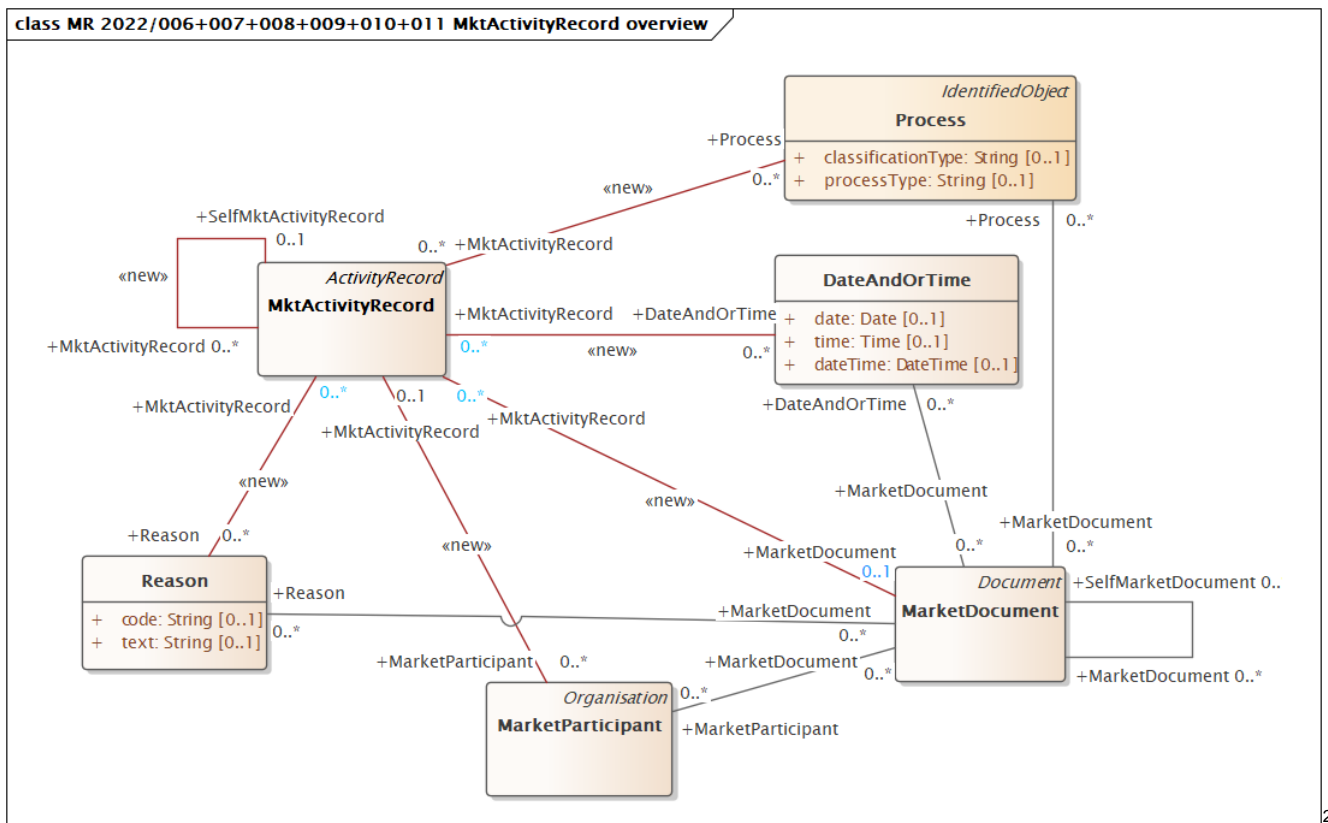 class MR 2022/006+007+008+009+010+011 MktActivityRecord overview
IdentifiedObject
Process
+ classificationType: String [0..1]
+ processType: String [0..1]
+Process
0..*
«new»
+Process 0..*
+SelfMktActivityRecord
0..1
0..* +MktActivityRecord
«new»
ActivityRecord
MktActivityRecord
+MktActivityRecord 0..*
DateAndOrTime
+ date: Date [0..1]
+ time: Time [0..1]
+ dateTime: DateTime [0..1]
+MktActivityRecord +DateAndOrTime
0..* «new» 0..*
+DateAndOrTime 0..*
0..* 0..1 0..*
+MktActivityRecord
+MktActivityRecord
+MktActivityRecord
«new»
«new»
«new»
+MarketDocument
0..*
+MarketDocument
0..*
+Reason 0..*
+MarketDocument
0..1
Reason
+ code: String [0..1]
+ text: String [0..1]
+Reason
0..*
Document
MarketDocument
+SelfMarketDocument 0..
+MarketDocument 0..*
+MarketDocument
0..*
+MarketParticipant 0..*
+MarketDocument
0..*
Organisation
MarketParticipant
0..*
+MarketParticipant
2